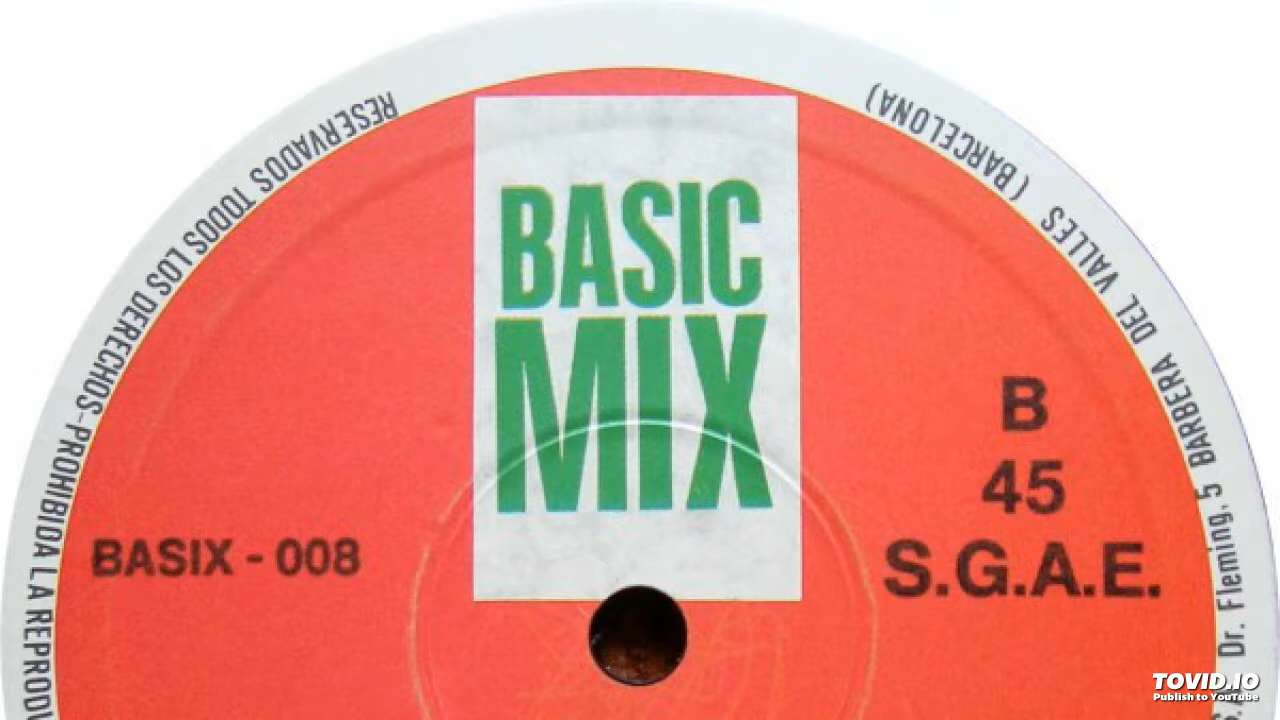 RESERVADOS TODOS LOS DERECHOS-PROHIBIDA LA
BARBERA DEL VALLES (BARCELONA)
Dr. Fleming, 5
BASIC
MIX
B
45
S.G.A.E.
BASIX - 008
TOVID.IO
Publish to YouTube